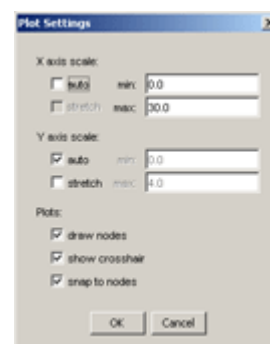 Plot Settings
X axis scale:
auto min: 0.0
stretch max: 30.0
Y axis scale:
auto min: 0.0
stretch max: 4.0
Plots:
draw nodes
show crosshair
snap to nodes
OK Cancel